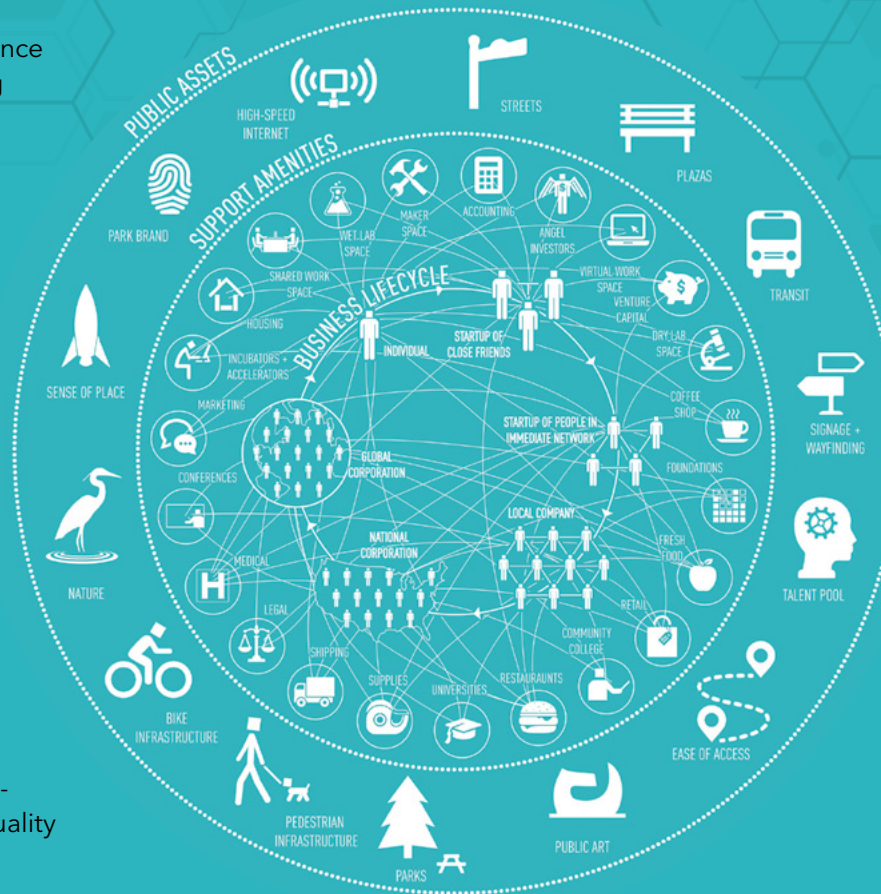 ence
g
PUBLIC ASSETS
HIGH-SPEED
INTERNET
STREETS
PLAZAS
TRANSIT
SIGNAGE +
WAYFINDING
TALENT POOL
EASE OF ACCESS
PUBLIC ART
PARKS
PEDESTRIAN
INFRASTRUCTURE
BIKE
INFRASTRUCTURE
NATURE
SENSE OF PLACE
PARK BRAND
SUPPORT AMENITIES
WET LAB
SPACE
MAKER
SPACE
ACCOUNTING
ANGEL
INVESTORS
VIRTUAL WORK
SPACE
VENTURE
CAPITAL
DRY LAB
SPACE
COFFEE
SHOP
FOUNDATIONS
FRESH
FOOD
RETAIL
COMMUNITY
COLLEGE
RESTAURAUNTS
UNIVERSITIES
SUPPLIES
SHIPPING
LEGAL
MEDICAL
CONFERENCES
MARKETING
INCUBATORS +
ACCELERATORS
HOUSING
SHARED WORK
SPACE
BUSINESS LIFECYCLE
INDIVIDUAL
STARTUP OF
CLOSE FRIENDS
STARTUP OF PEOPLE IN
IMMEDIATE NETWORK
LOCAL COMPANY
NATIONAL
CORPORATION
GLOBAL
CORPORATION
-
uality